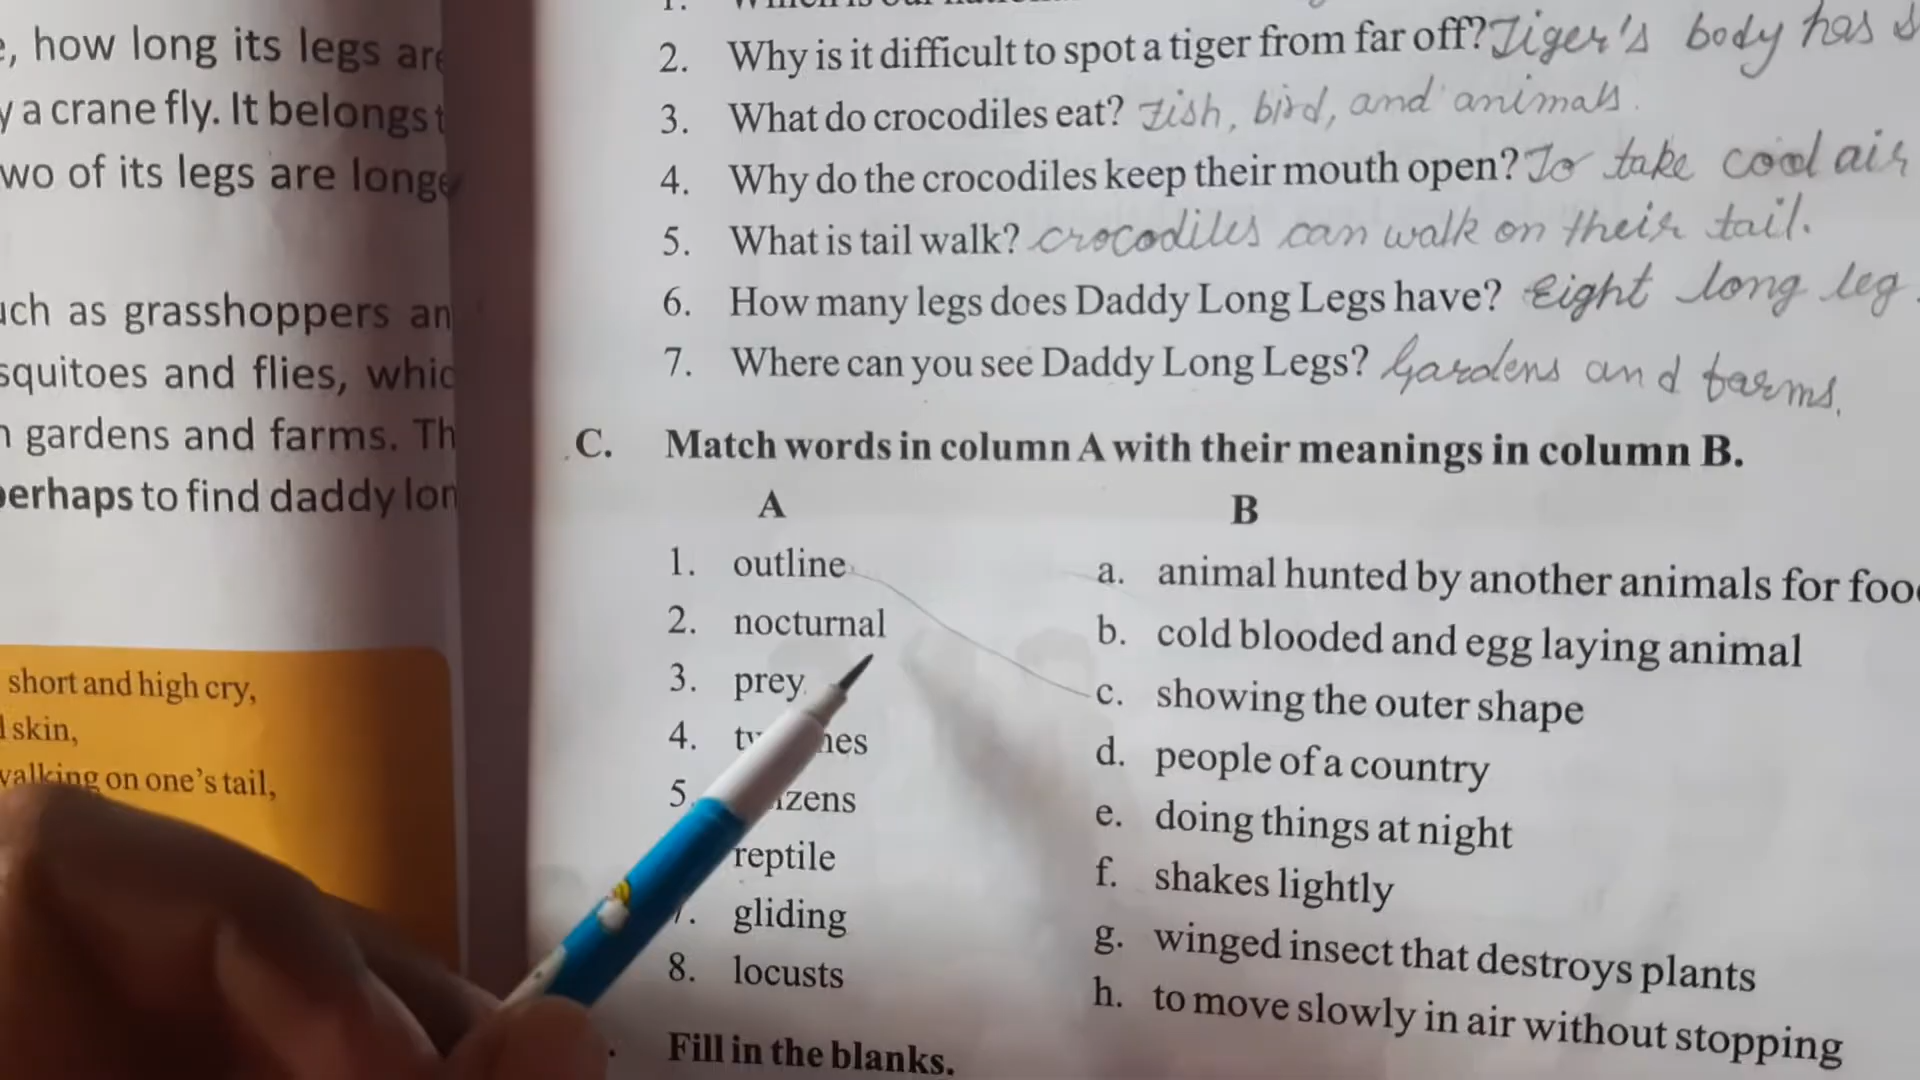 , how long its legs are
a crane fly. It belongs
two of its legs are longe
such as grasshoppers an
squitoes and flies, whic
gardens and farms. Th
perhaps to find daddy lon
short and high cry,
skin,
walking on one's tail,
2. Why is it difficult to spot a tiger from far off? Tiger's body has
3. What do crocodiles eat? Fish, bird, and animals.
4. Why do the crocodiles keep their mouth open? To take cool air
5. What is tail walk? crocodiles can walk on their tail.
6. How many legs does Daddy Long Legs have? Eight long leg
7. Where can you see Daddy Long Legs? Gardens and farms.
C. Match words in column A with their meanings in column B.
A B
1. outline a. animal hunted by another animals for foo
2. nocturnal b. cold blooded and egg laying animal
3. prey c. showing the outer shape
4. d. people of a country
5. e. doing things at night
reptile f. shakes lightly
7. gliding g. winged insect that destroys plants
8. locusts h. to move slowly in air without stopping
Fill in the blanks.